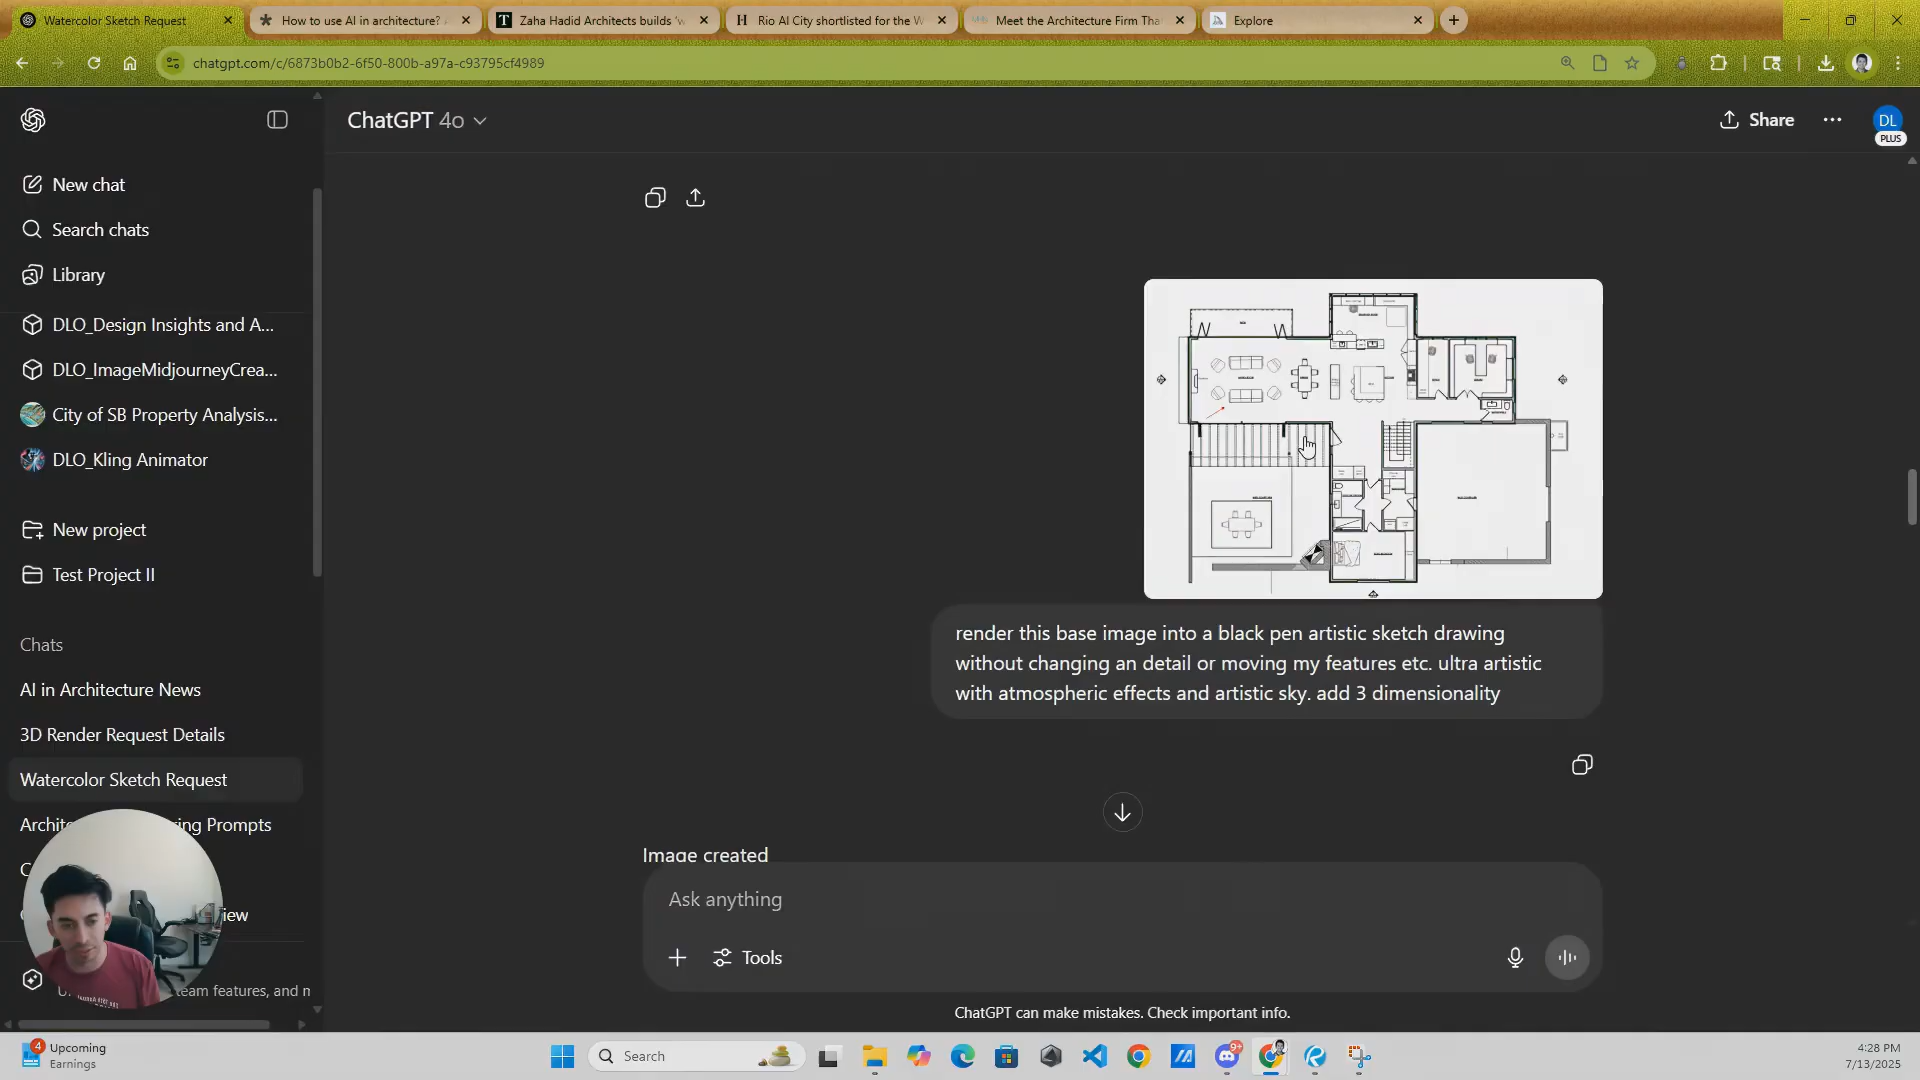 Watercolor Sketch Request
How to use AI in architecture? A
Zaha Hadid Architects builds 'v
Rio AI City shortlisted for the W
Meet the Architecture Firm Tha
Explore
chatgpt.com/c/6873b0b2-6f50-800b-a97a-c93795cf4989
ChatGPT 4o
Share
DL
PLUS
New chat
Search chats
Library
DLO_Design Insights and A...
DLO_ImageMidjourneyCrea...
City of SB Property Analysis...
DLO_Kling Animator
New project
Test Project II
Chats
AI in Architecture News
3D Render Request Details
Watercolor Sketch Request
Archite
ing Prompts
iew
team features, and n
render this base image into a black pen artistic sketch drawing
without changing an detail or moving my features etc. ultra artistic
with atmospheric effects and artistic sky. add 3 dimensionality
Image created
Ask anything
Tools
ChatGPT can make mistakes. Check important info.
4
Upcoming
Earnings
Search
9+
4:28 PM
7/13/2025